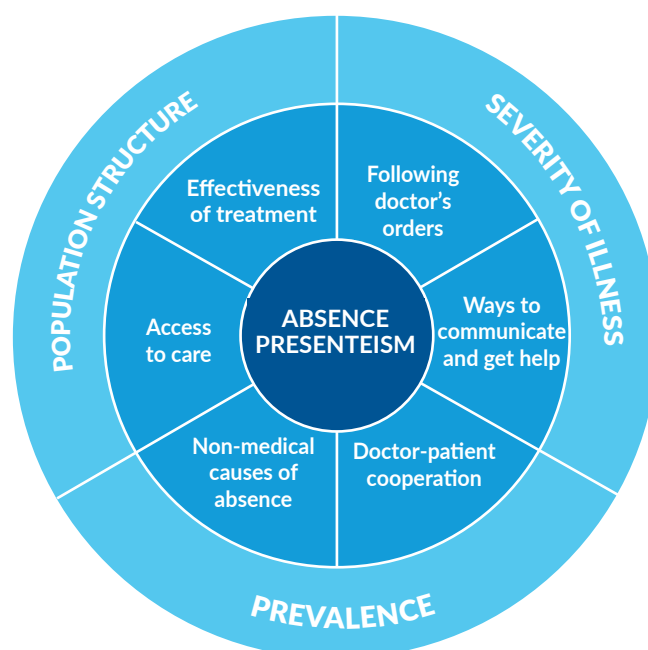 POPULATION STRUCTURE
SEVERITY OF ILLNESS
Effectiveness
of treatment
Following
doctor’s
orders
Access
to care
ABSENCE
PRESENTEISM
Ways to
communicate
and get help
Non-medical
causes of
absence
Doctor-patient
cooperation
PREVALENCE